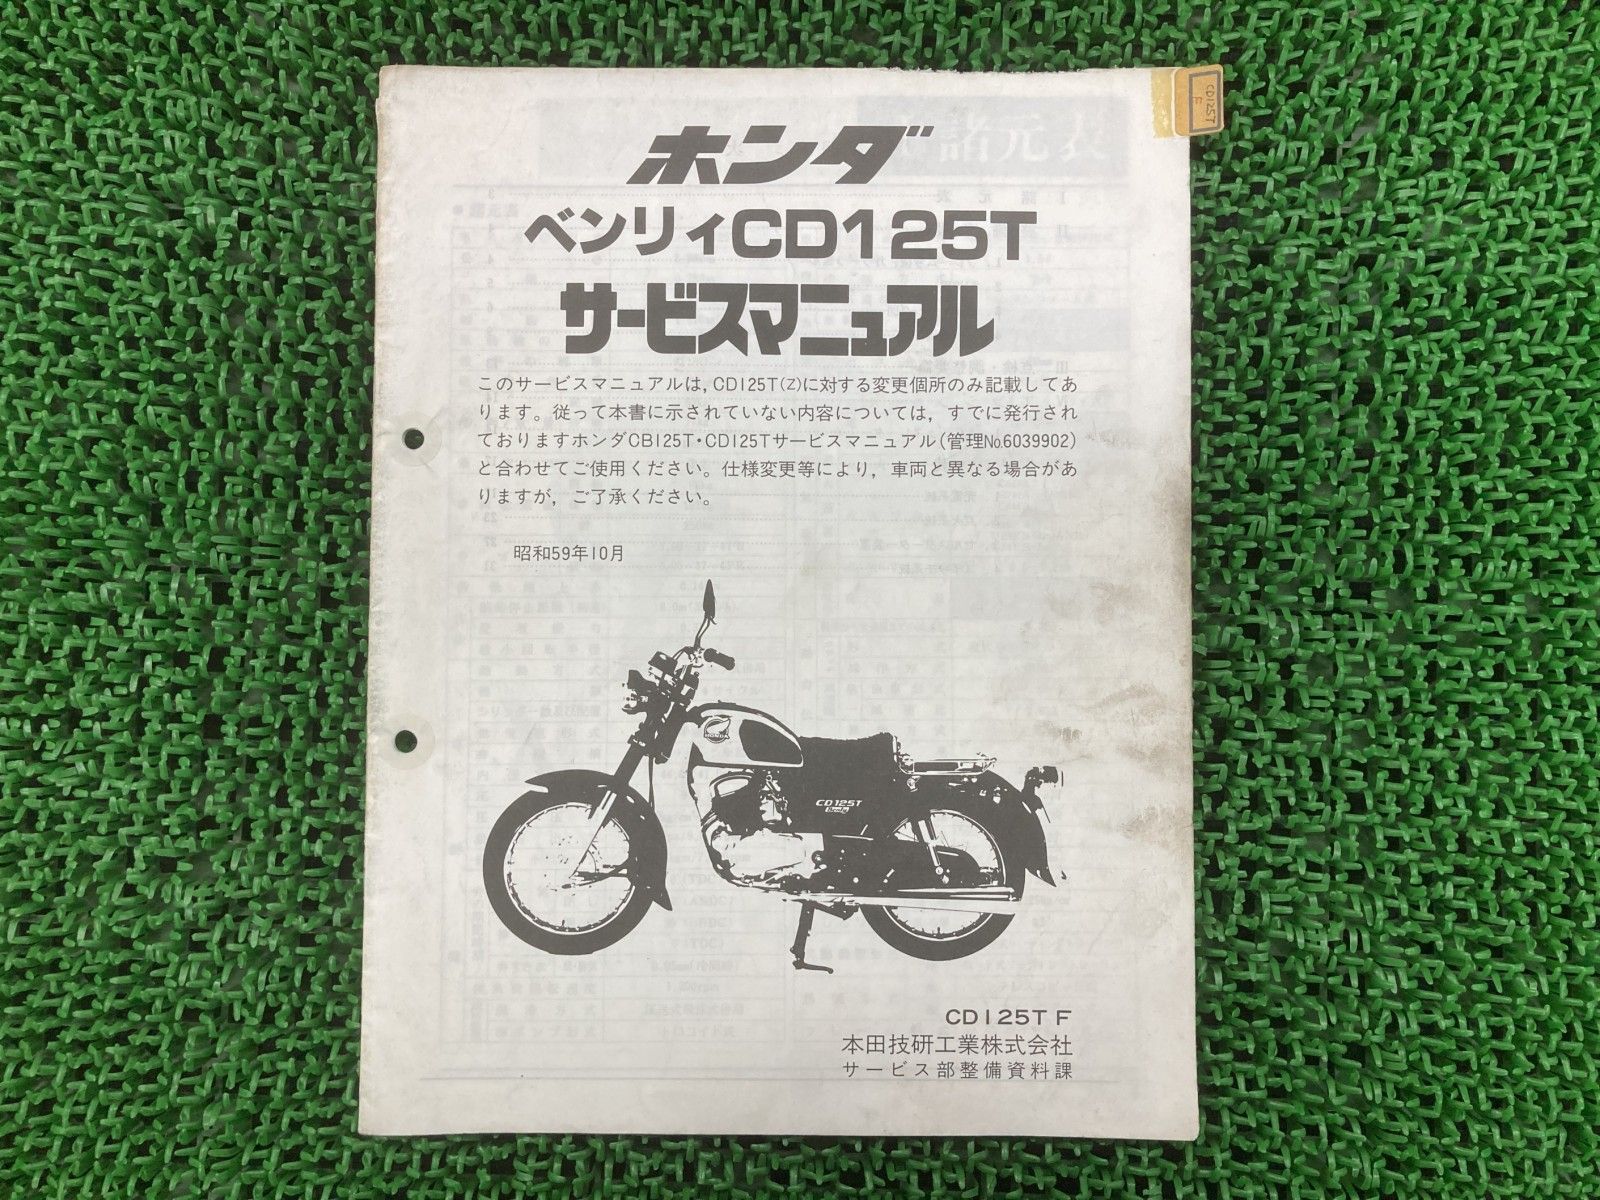 CD125T
F
ホンダ
ベンリィCD125T
サービスマニュアル
このサービスマニュアルは,CD125T(Z)に対する変更個所のみ記載してあ
ります。従って本書に示されていない内容については,すでに発行され
ておりますホンダCB125T・CD125Tサービスマニュアル(管理No.6039902)
と合わせてご使用ください。仕様変更等により,車両と異なる場合があ
りますが,ご了承ください。
昭和59年10月
HONDA
CD125T
Benly
CD125T F
本田技研工業株式会社
サービス部整備資料課